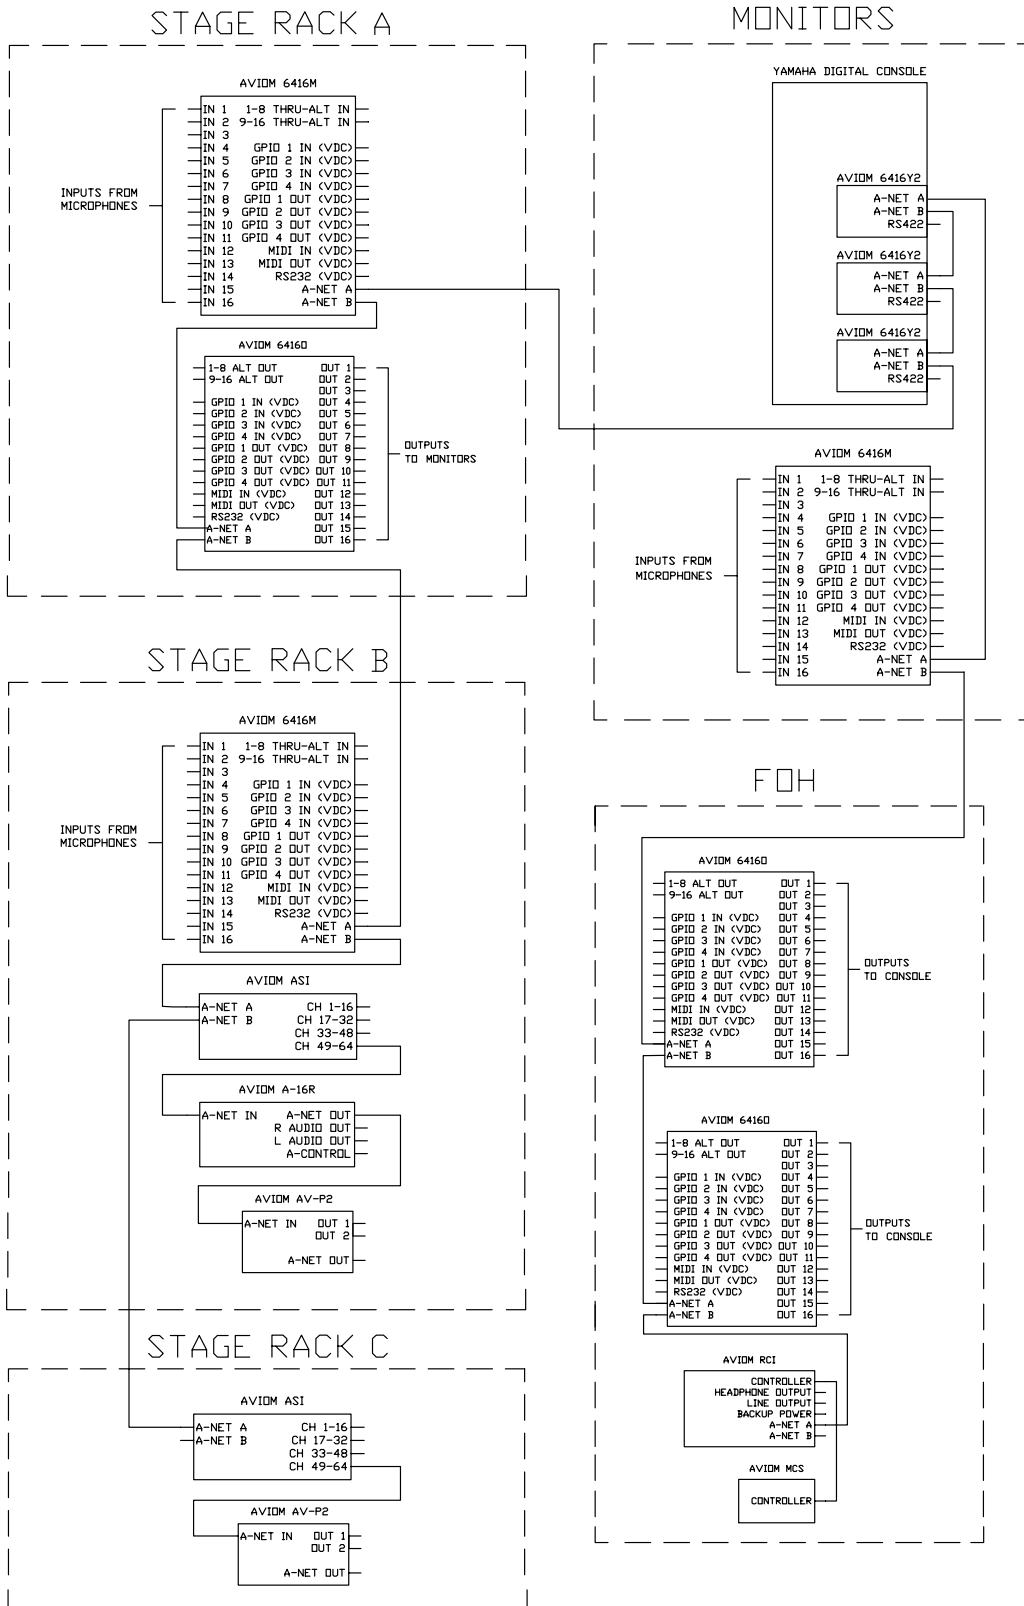 STAGE RACK A
AVIOM 6416M
IN 1 1-8 THRU-ALT IN
IN 2 9-16 THRU-ALT IN
IN 3
IN 4 GPIO 1 IN (VDC)
IN 5 GPIO 2 IN (VDC)
IN 6 GPIO 3 IN (VDC)
IN 7 GPIO 4 IN (VDC)
IN 8 GPIO 1 OUT (VDC)
IN 9 GPIO 2 OUT (VDC)
IN 10 GPIO 3 OUT (VDC)
IN 11 GPIO 4 OUT (VDC)
IN 12 MIDI IN (VDC)
IN 13 MIDI OUT (VDC)
IN 14 RS232 (VDC)
IN 15 A-NET A
IN 16 A-NET B
INPUTS FROM
MICROPHONES
AVIOM 6416O
1-8 ALT OUT OUT 1
9-16 ALT OUT OUT 2
OUT 3
GPIO 1 IN (VDC) OUT 4
GPIO 2 IN (VDC) OUT 5
GPIO 3 IN (VDC) OUT 6
GPIO 4 IN (VDC) OUT 7
GPIO 1 OUT (VDC) OUT 8
GPIO 2 OUT (VDC) OUT 9
GPIO 3 OUT (VDC) OUT 10
GPIO 4 OUT (VDC) OUT 11
MIDI IN (VDC) OUT 12
MIDI OUT (VDC) OUT 13
RS232 (VDC) OUT 14
A-NET A OUT 15
A-NET B OUT 16
OUTPUTS
TO MONITORS
STAGE RACK B
AVIOM 6416M
IN 1 1-8 THRU-ALT IN
IN 2 9-16 THRU-ALT IN
IN 3
IN 4 GPIO 1 IN (VDC)
IN 5 GPIO 2 IN (VDC)
IN 6 GPIO 3 IN (VDC)
IN 7 GPIO 4 IN (VDC)
IN 8 GPIO 1 OUT (VDC)
IN 9 GPIO 2 OUT (VDC)
IN 10 GPIO 3 OUT (VDC)
IN 11 GPIO 4 OUT (VDC)
IN 12 MIDI IN (VDC)
IN 13 MIDI OUT (VDC)
IN 14 RS232 (VDC)
IN 15 A-NET A
IN 16 A-NET B
INPUTS FROM
MICROPHONES
AVIOM ASI
A-NET A CH 1-16
A-NET B CH 17-32
CH 33-48
CH 49-64
AVIOM A-16R
A-NET IN A-NET OUT
R AUDIO OUT
L AUDIO OUT
A-CONTROL
AVIOM AV-P2
A-NET IN OUT 1
OUT 2
A-NET OUT
STAGE RACK C
AVIOM ASI
A-NET A CH 1-16
A-NET B CH 17-32
CH 33-48
CH 49-64
AVIOM AV-P2
A-NET IN OUT 1
OUT 2
A-NET OUT
MONITORS
YAMAHA DIGITAL CONSOLE
AVIOM 6416Y2
A-NET A
A-NET B
RS422
AVIOM 6416Y2
A-NET A
A-NET B
RS422
AVIOM 6416Y2
A-NET A
A-NET B
RS422
AVIOM 6416M
IN 1 1-8 THRU-ALT IN
IN 2 9-16 THRU-ALT IN
IN 3
IN 4 GPIO 1 IN (VDC)
IN 5 GPIO 2 IN (VDC)
IN 6 GPIO 3 IN (VDC)
IN 7 GPIO 4 IN (VDC)
IN 8 GPIO 1 OUT (VDC)
IN 9 GPIO 2 OUT (VDC)
IN 10 GPIO 3 OUT (VDC)
IN 11 GPIO 4 OUT (VDC)
IN 12 MIDI IN (VDC)
IN 13 MIDI OUT (VDC)
IN 14 RS232 (VDC)
IN 15 A-NET A
IN 16 A-NET B
INPUTS FROM
MICROPHONES
FOH
AVIOM 6416O
1-8 ALT OUT OUT 1
9-16 ALT OUT OUT 2
OUT 3
GPIO 1 IN (VDC) OUT 4
GPIO 2 IN (VDC) OUT 5
GPIO 3 IN (VDC) OUT 6
GPIO 4 IN (VDC) OUT 7
GPIO 1 OUT (VDC) OUT 8
GPIO 2 OUT (VDC) OUT 9
GPIO 3 OUT (VDC) OUT 10
GPIO 4 OUT (VDC) OUT 11
MIDI IN (VDC) OUT 12
MIDI OUT (VDC) OUT 13
RS232 (VDC) OUT 14
A-NET A OUT 15
A-NET B OUT 16
OUTPUTS
TO CONSOLE
AVIOM 6416O
1-8 ALT OUT OUT 1
9-16 ALT OUT OUT 2
OUT 3
GPIO 1 IN (VDC) OUT 4
GPIO 2 IN (VDC) OUT 5
GPIO 3 IN (VDC) OUT 6
GPIO 4 IN (VDC) OUT 7
GPIO 1 OUT (VDC) OUT 8
GPIO 2 OUT (VDC) OUT 9
GPIO 3 OUT (VDC) OUT 10
GPIO 4 OUT (VDC) OUT 11
MIDI IN (VDC) OUT 12
MIDI OUT (VDC) OUT 13
RS232 (VDC) OUT 14
A-NET A OUT 15
A-NET B OUT 16
OUTPUTS
TO CONSOLE
AVIOM RCI
CONTROLLER
HEADPHONE OUTPUT
LINE OUTPUT
BACKUP POWER
A-NET A
A-NET B
AVIOM MCS
CONTROLLER